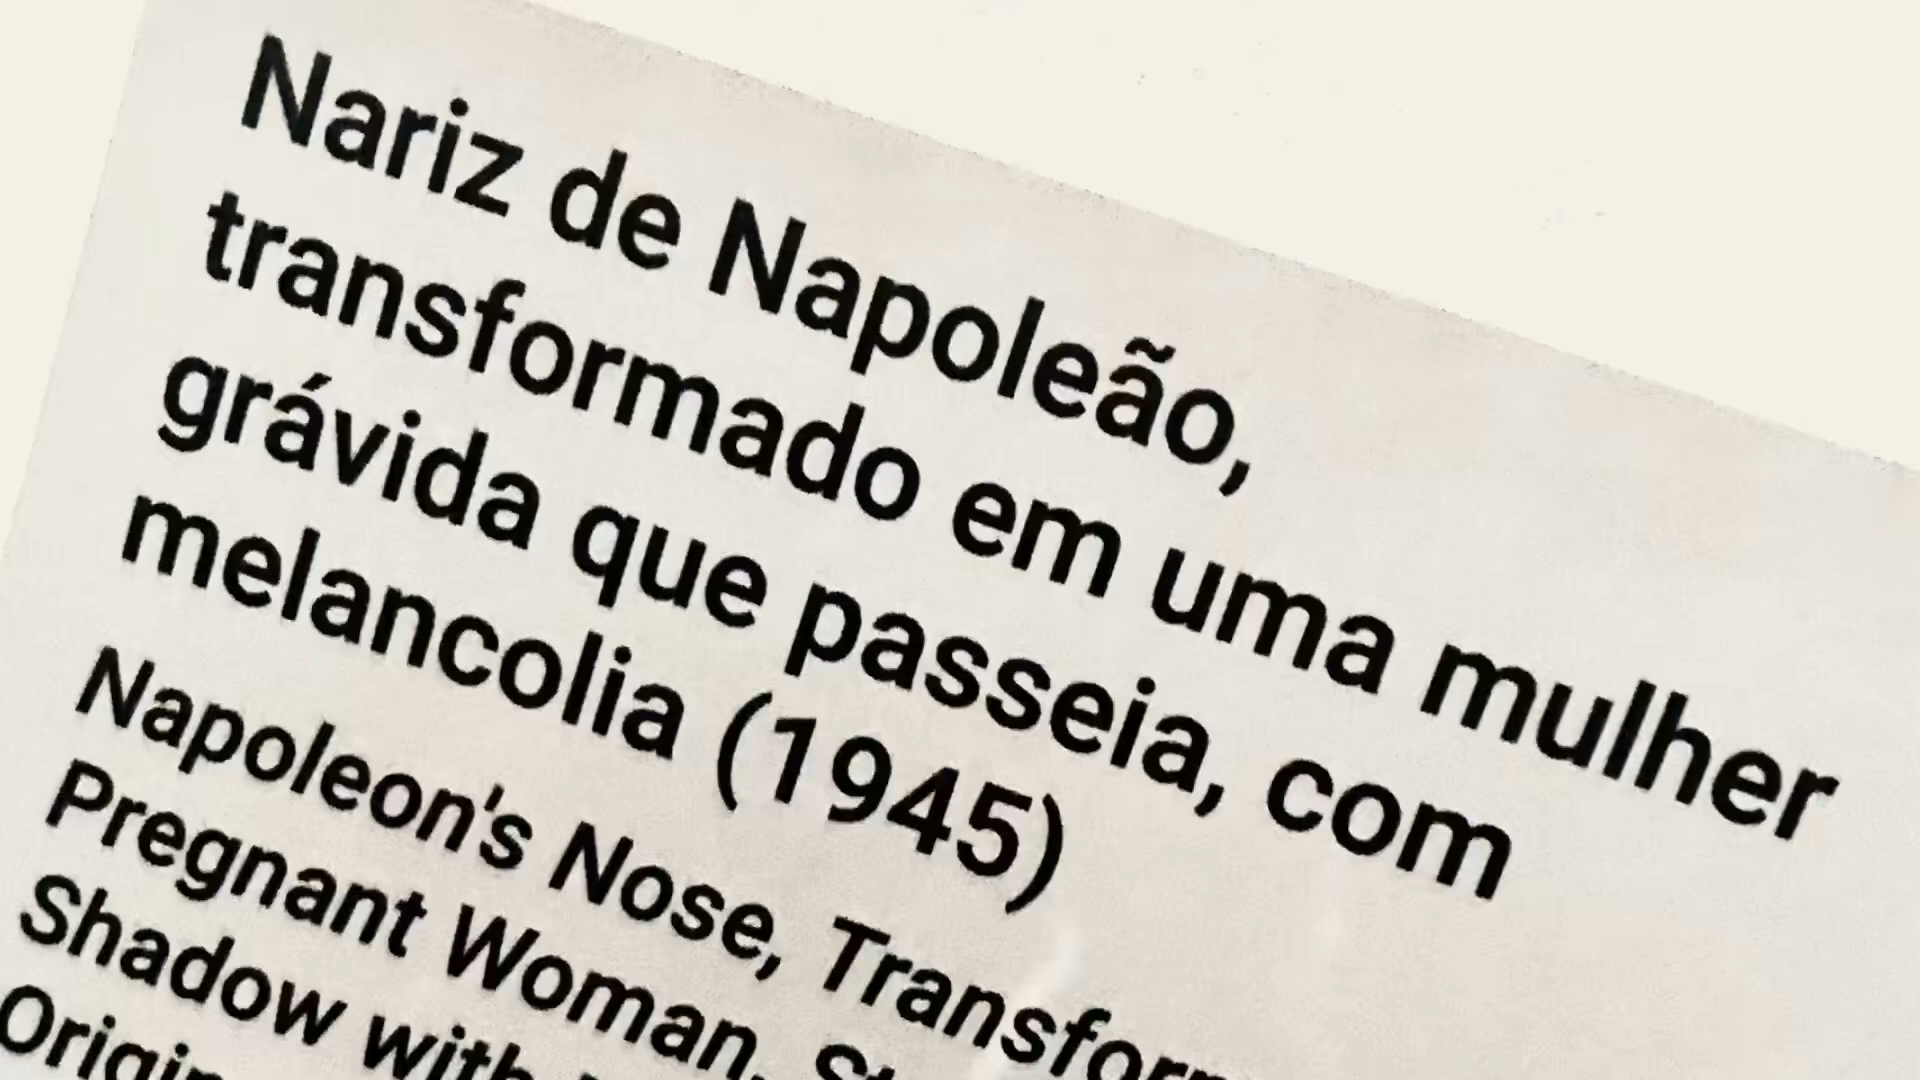 Nariz de Napoleão,
transformado em uma mulher
grávida que passeia, com
melancolia (1945)
Napoleon's Nose, Transform
Pregnant Woman,
Shadow with